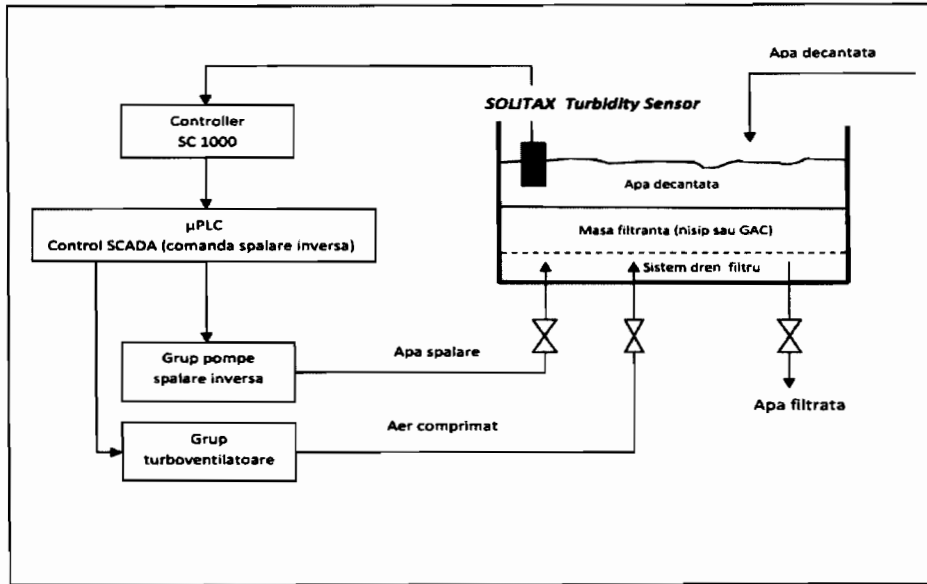 Apa decantata
SOLITAX Turbidity Sensor
Controller
SC 1000
Apa decantata
µPLC
Control SCADA (comanda spalare inversa)
Masa filtranta (nisip sau GAC)
Sistem dren filtru
Grup pompe
spalare inversa
Apa spalare
Apa filtrata
Grup
turboventilatoare
Aer comprimat